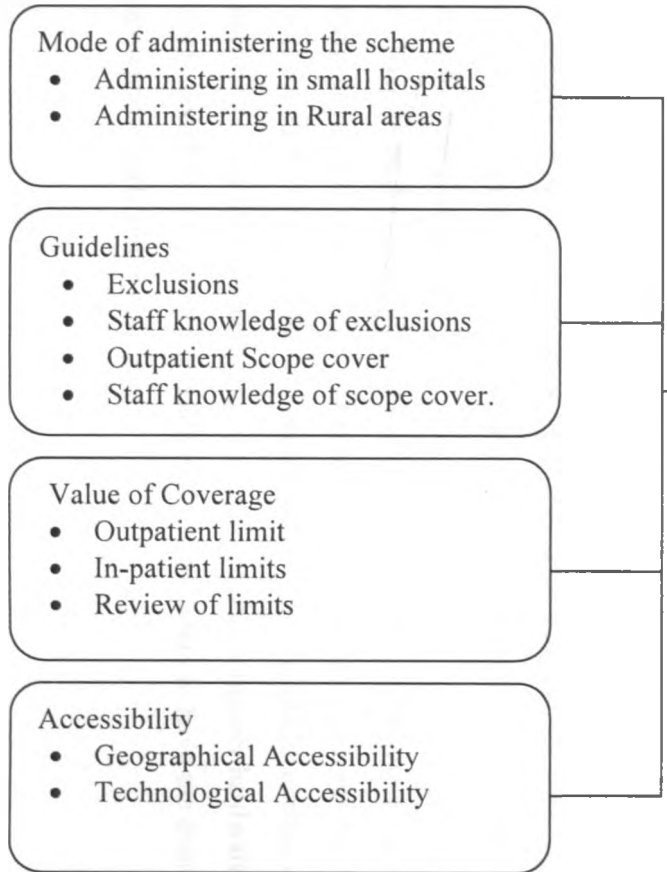 Mode of administering the scheme
• Administering in small hospitals
• Administering in Rural areas
Guidelines
• Exclusions
• Staff knowledge of exclusions
• Outpatient Scope cover
• Staff knowledge of scope cover.
Value of Coverage
• Outpatient limit
• In-patient limits
• Review of limits
Accessibility
• Geographical Accessibility
• Technological Accessibility